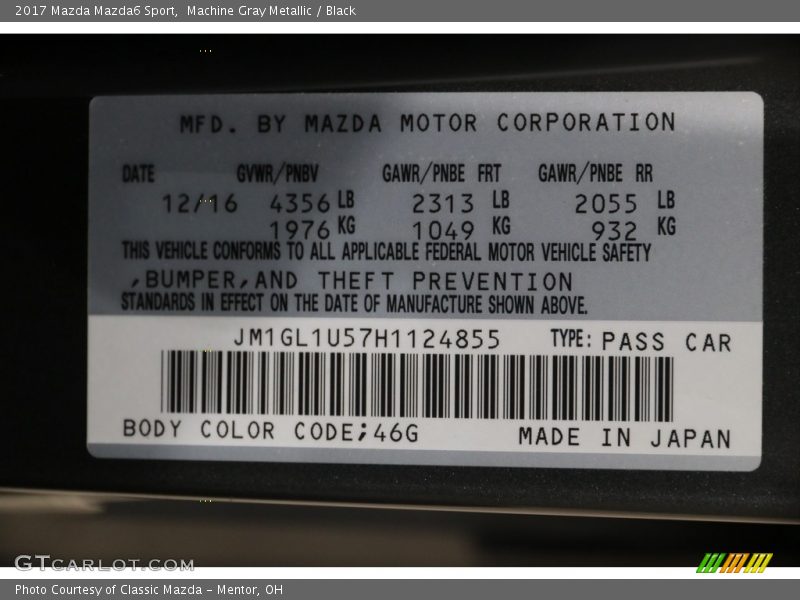 2017 Mazda Mazda6 Sport, Machine Gray Metallic / Black
MFD. BY MAZDA MOTOR CORPORATION
DATE GVWR/PNBV GAWR/PNBE FRT GAWR/PNBE RR
12/16 4356 LB 2313 LB 2055 LB
1976 KG 1049 KG 932 KG
THIS VEHICLE CONFORMS TO ALL APPLICABLE FEDERAL MOTOR VEHICLE SAFETY
,BUMPER,AND THEFT PREVENTION
STANDARDS IN EFFECT ON THE DATE OF MANUFACTURE SHOWN ABOVE.
JM1GL1U57H1124855 TYPE: PASS CAR
BODY COLOR CODE;46G MADE IN JAPAN
GTCARLOT.COM
Photo Courtesy of Classic Mazda - Mentor, OH